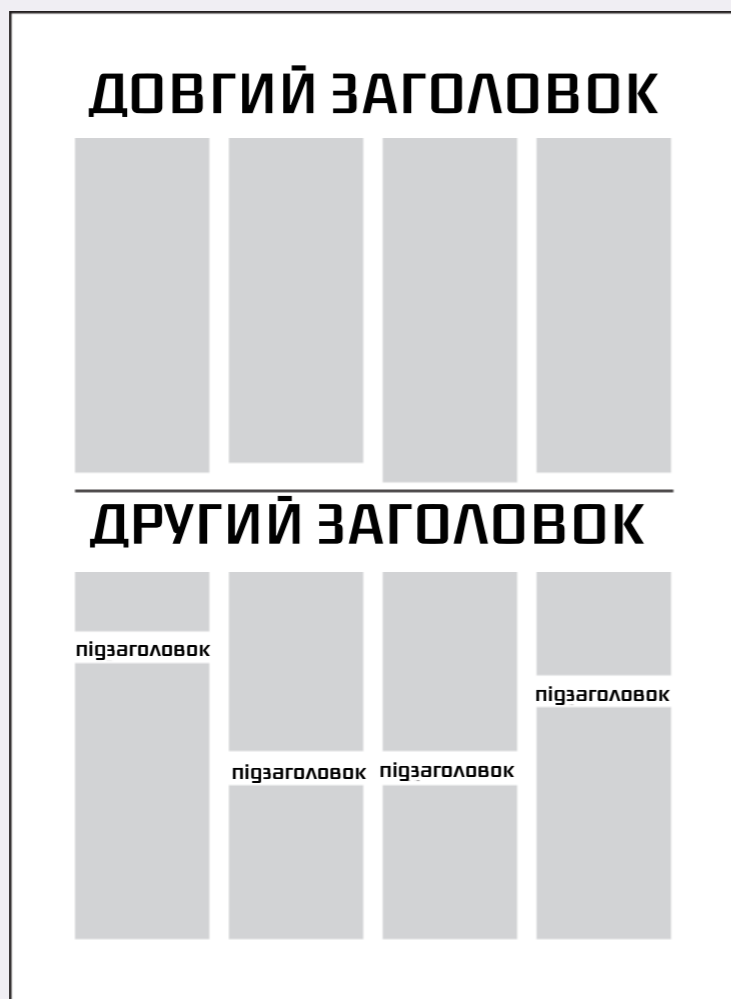 ДОВГИЙ ЗАГОЛОВОК
ДРУГИЙ ЗАГОЛОВОК
підзаголовок
підзаголовок
підзаголовок
підзаголовок